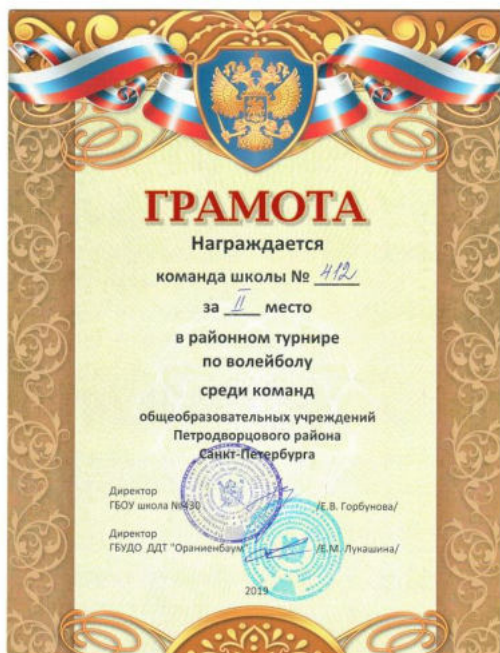 ГРАМОТА
Награждается
команда школы № 412
за II место
в районном турнире
по волейболу
среди команд
общеобразовательных учреждений
Петродворцового района
Санкт-Петербурга
Директор
ГБОУ школа №430 /Е.В. Горбунова/
Директор
ГБУДО ДДТ "Ораниенбаум" /Е.М. Лукашина/
2019